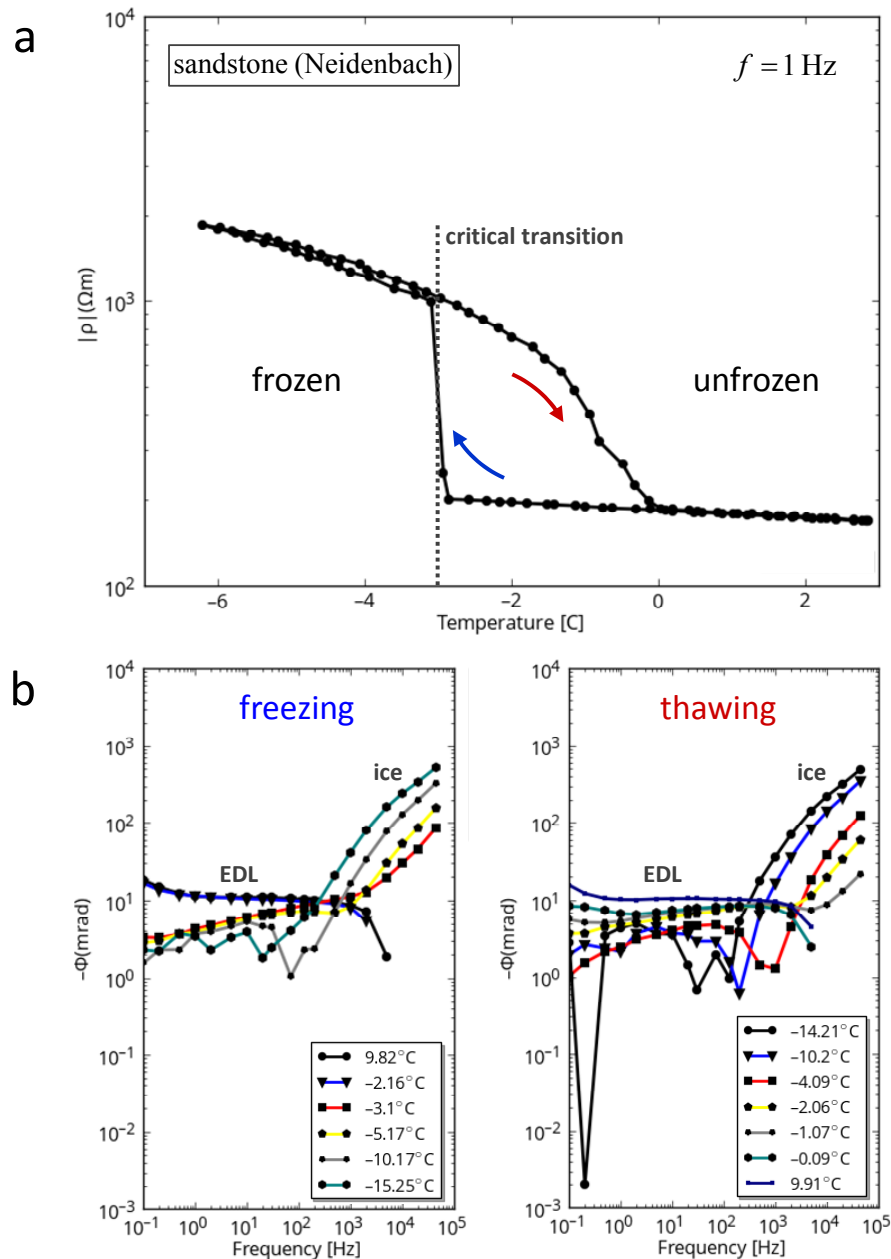 a
sandstone (Neidenbach)
f = 1 Hz
10⁴
10³
10²
|ρ|(Ωm)
critical transition
frozen
unfrozen
−6
−4
−2
0
2
Temperature [C]
b
freezing
ice
EDL
10⁴
10³
10²
10¹
10⁰
10⁻¹
10⁻²
10⁻³
−Φ(mrad)
9.82°C
−2.16°C
−3.1°C
−5.17°C
−10.17°C
−15.25°C
10⁻¹ 10⁰ 10¹ 10² 10³ 10⁴ 10⁵
Frequency [Hz]
thawing
ice
EDL
10⁴
10³
10²
10¹
10⁰
10⁻¹
10⁻²
10⁻³
−Φ(mrad)
−14.21°C
−10.2°C
−4.09°C
−2.06°C
−1.07°C
−0.09°C
9.91°C
10⁻¹ 10⁰ 10¹ 10² 10³ 10⁴ 10⁵
Frequency [Hz]